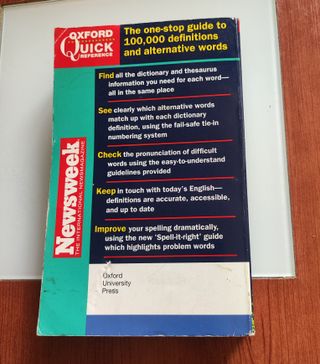 OXFORD
QUICK
REFERENCE
The one-stop guide to
100,000 definitions
and alternative words
Find all the dictionary and thesaurus
information you need for each word—
all in the same place
See clearly which alternative words
match up with each dictionary
definition, using the fail-safe tie-in
numbering system
Check the pronunciation of difficult
words using the easy-to-understand
guidelines provided
Keep in touch with today's English—
definitions are accurate, accessible,
and up to date
Improve your spelling dramatically,
using the new 'Spell-it-right' guide
which highlights problem words
Newsweek
THE INTERNATIONAL NEWSMAGAZINE
Oxford
University
Press